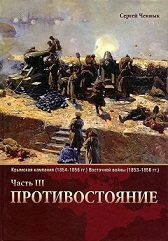 Сергей Ченнык
Крымская кампания (1854-1856 гг.) Восточной войны (1853-1856 гг.)
Часть III
ПРОТИВОСТОЯНИЕ